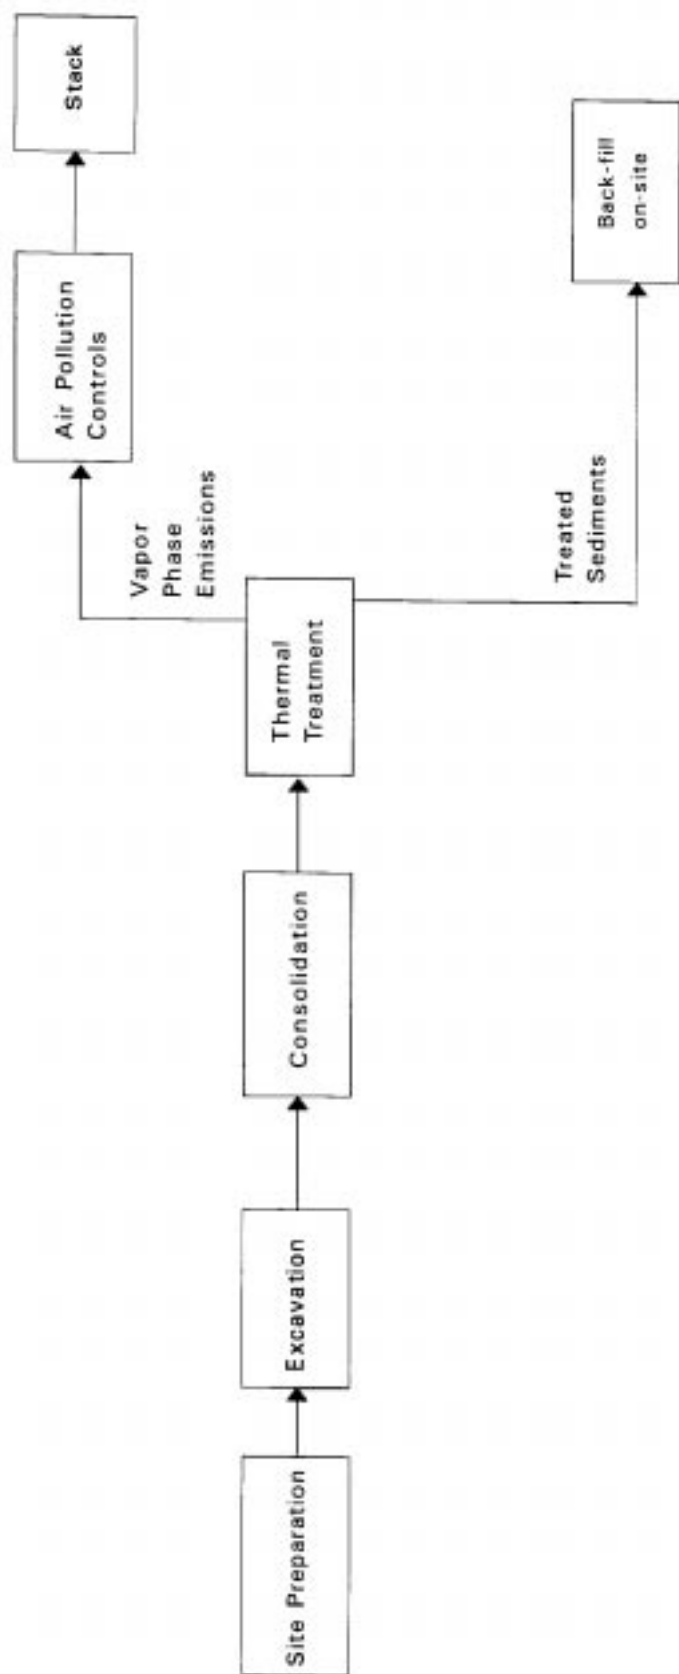 Site Preparation
Excavation
Consolidation
Thermal
Treatment
Vapor
Phase
Emissions
Air Pollution
Controls
Stack
Treated
Sediments
Back-fill
on-site